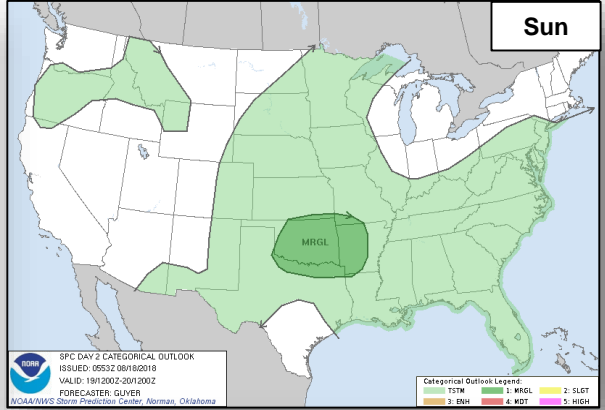 Sun
MRGL
NOAA
SPC DAY 2 CATEGORICAL OUTLOOK
ISSUED: 0553Z 08/18/2018
VALID: 19/1200Z-20/1200Z
FORECASTER: GUYER
NOAA/NWS Storm Prediction Center, Norman, Oklahoma
Categorical Outlook Legend:
TSTM 1: MRGL 2: SLGT
3: ENH 4: MDT 5: HIGH